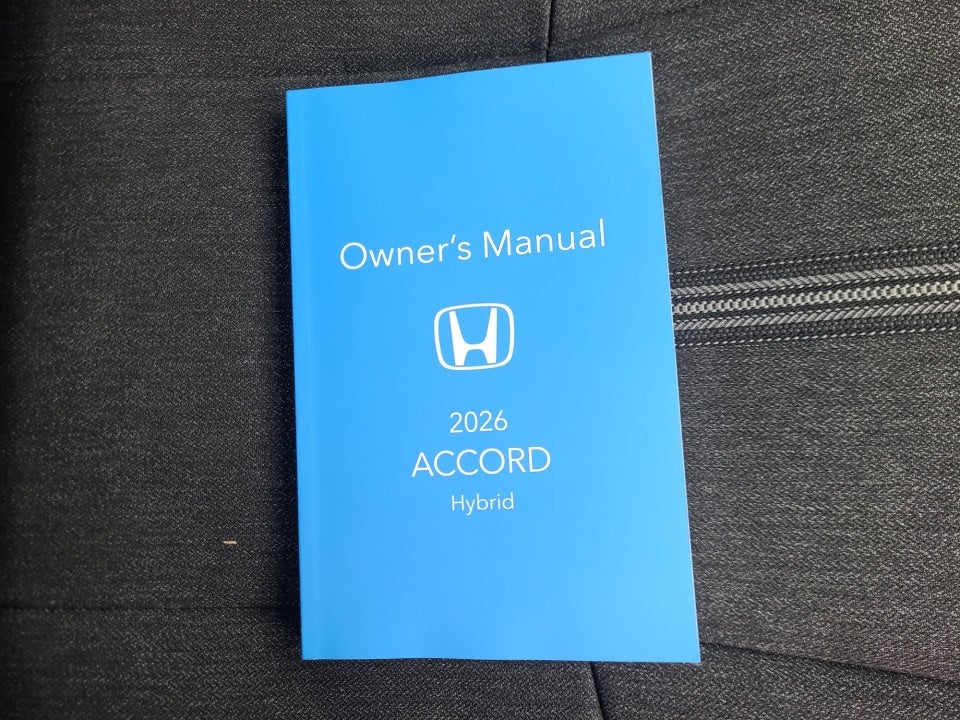 Owner's Manual
2026
ACCORD
Hybrid